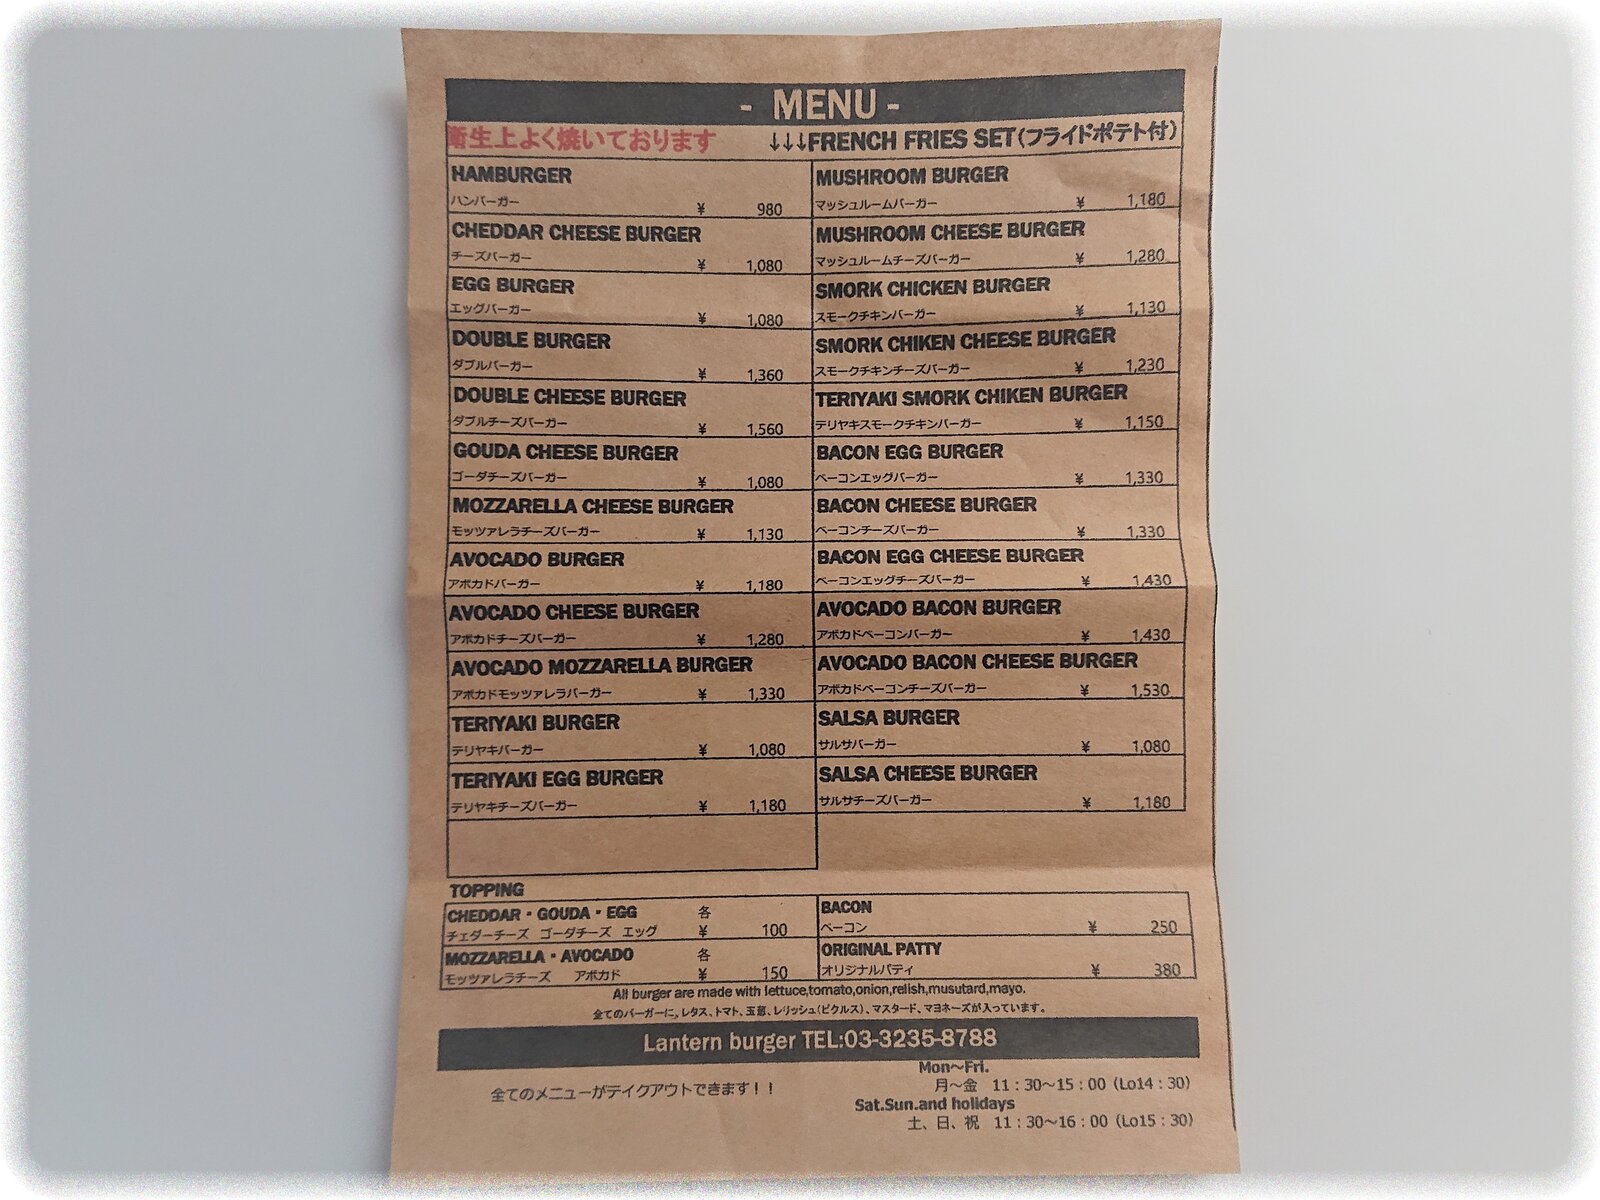 - MENU -
衛生上よく焼いております ↓↓↓FRENCH FRIES SET(フライドポテト付)
HAMBURGER
ハンバーガー ¥ 980
CHEDDAR CHEESE BURGER
チーズバーガー ¥ 1,080
EGG BURGER
エッグバーガー ¥ 1,080
DOUBLE BURGER
ダブルバーガー ¥ 1,360
DOUBLE CHEESE BURGER
ダブルチーズバーガー ¥ 1,560
GOUDA CHEESE BURGER
ゴーダチーズバーガー ¥ 1,080
MOZZARELLA CHEESE BURGER
モッツァレラチーズバーガー ¥ 1,130
AVOCADO BURGER
アボカドバーガー ¥ 1,180
AVOCADO CHEESE BURGER
アボカドチーズバーガー ¥ 1,280
AVOCADO MOZZARELLA BURGER
アボカドモッツァレラバーガー ¥ 1,330
TERIYAKI BURGER
テリヤキバーガー ¥ 1,080
TERIYAKI EGG BURGER
テリヤキチーズバーガー ¥ 1,180
MUSHROOM BURGER
マッシュルームバーガー ¥ 1,180
MUSHROOM CHEESE BURGER
マッシュルームチーズバーガー ¥ 1,280
SMORK CHICKEN BURGER
スモークチキンバーガー ¥ 1,130
SMORK CHIKEN CHEESE BURGER
スモークチキンチーズバーガー ¥ 1,230
TERIYAKI SMORK CHIKEN BURGER
テリヤキスモークチキンバーガー ¥ 1,150
BACON EGG BURGER
ベーコンエッグバーガー ¥ 1,330
BACON CHEESE BURGER
ベーコンチーズバーガー ¥ 1,330
BACON EGG CHEESE BURGER
ベーコンエッグチーズバーガー ¥ 1,430
AVOCADO BACON BURGER
アボカドベーコンバーガー ¥ 1,430
AVOCADO BACON CHEESE BURGER
アボカドベーコンチーズバーガー ¥ 1,530
SALSA BURGER
サルサバーガー ¥ 1,080
SALSA CHEESE BURGER
サルサチーズバーガー ¥ 1,180
TOPPING
CHEDDAR・GOUDA・EGG 各
チェダーチーズ ゴーダチーズ エッグ ¥ 100
MOZZARELLA・AVOCADO 各
モッツァレラチーズ アボカド ¥ 150
BACON
ベーコン ¥ 250
ORIGINAL PATTY
オリジナルパティ ¥ 380
All burger are made with lettuce,tomato,onion,relish,musutard,mayo.
全てのバーガーに、レタス、トマト、玉葱、レリッシュ(ピクルス)、マスタード、マヨネーズが入っています。
Lantern burger TEL:03-3235-8788
全てのメニューがテイクアウトできます！！
Mon～Fri.
月～金 11：30～15：00（Lo14：30）
Sat.Sun.and holidays
土、日、祝 11：30～16：00（Lo15：30）